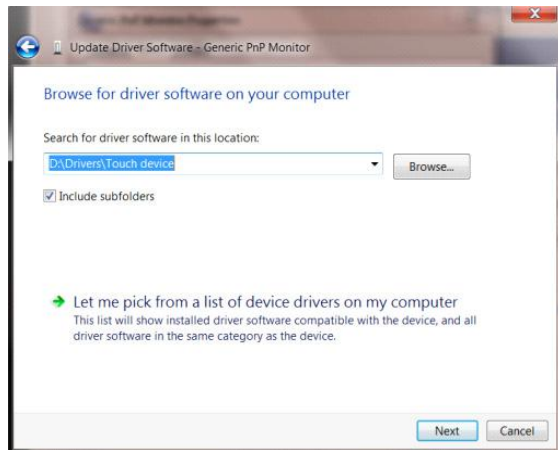 Update Driver Software - Generic PnP Monitor
Browse for driver software on your computer
Search for driver software in this location:
D:\Drivers\Touch device
Browse...
Include subfolders
Let me pick from a list of device drivers on my computer
This list will show installed driver software compatible with the device, and all
driver software in the same category as the device.
Next
Cancel